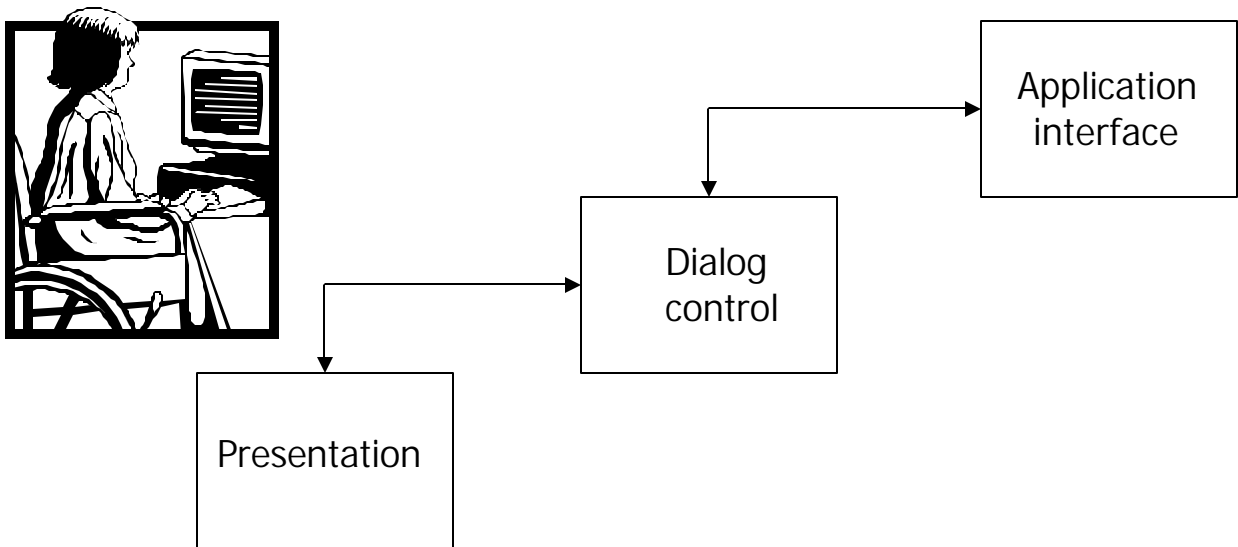 Application
interface
Dialog
control
Presentation